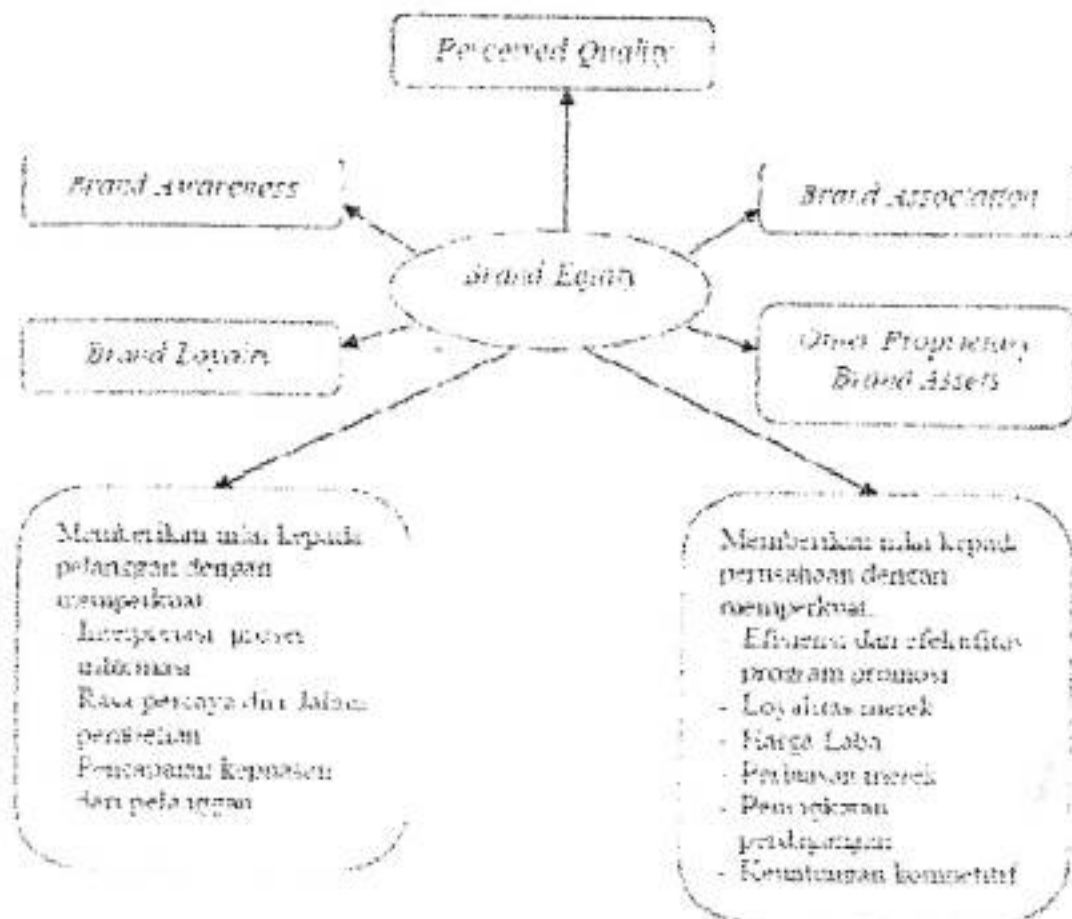 Perceived Quality
Brand Awareness
Brand Association
Brand Equity
Brand Loyalty
Other Proprietary
Brand Assets
Memberikan nilai kepada
pelanggan dengan
memperkuat
Interpretasi proses
informasi
Rasa percaya diri dalam
pembelian
Pencapaian kepuasan
dari pelanggan
Memberikan nilai kepada
perusahaan dengan
memperkuat
- Efisiensi dan efektifitas
program promosi
- Loyalitas merek
- Harga Laba
- Perluasan merek
- Peningkatan
perdagangan
- Keuntungan kompetitif